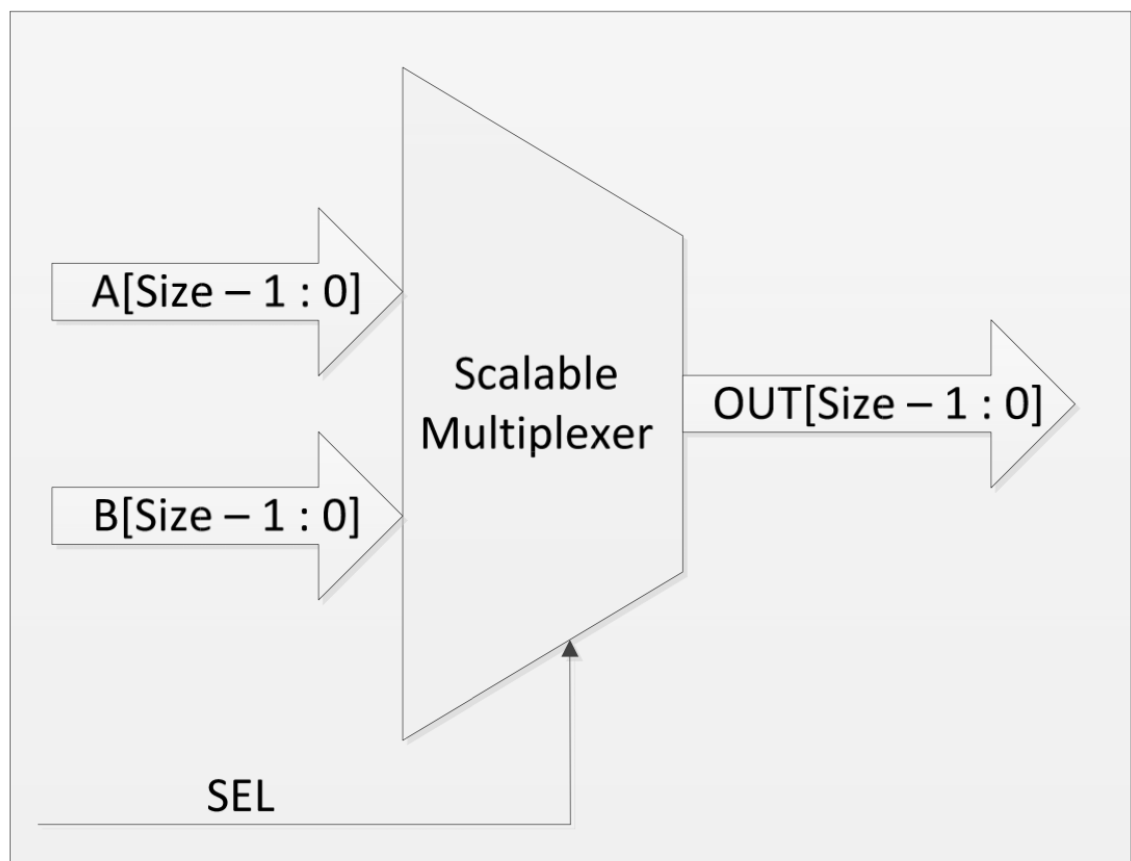 A[Size – 1 : 0]
B[Size – 1 : 0]
Scalable
Multiplexer
OUT[Size – 1 : 0]
SEL